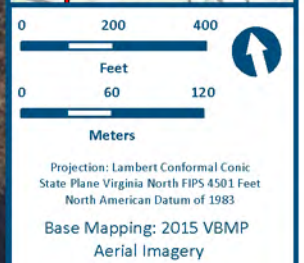 0 200 400
Feet
0 60 120
Meters
Projection: Lambert Conformal Conic
State Plane Virginia North FIPS 4501 Feet
North American Datum of 1983
Base Mapping: 2015 VBMP
Aerial Imagery